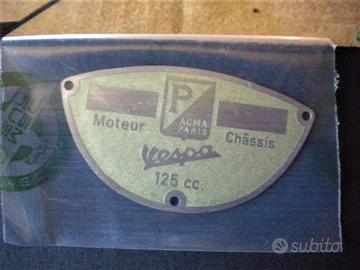 P
ACMA
PARIS
Moteur
Châssis
Vespa
125 cc.
subito